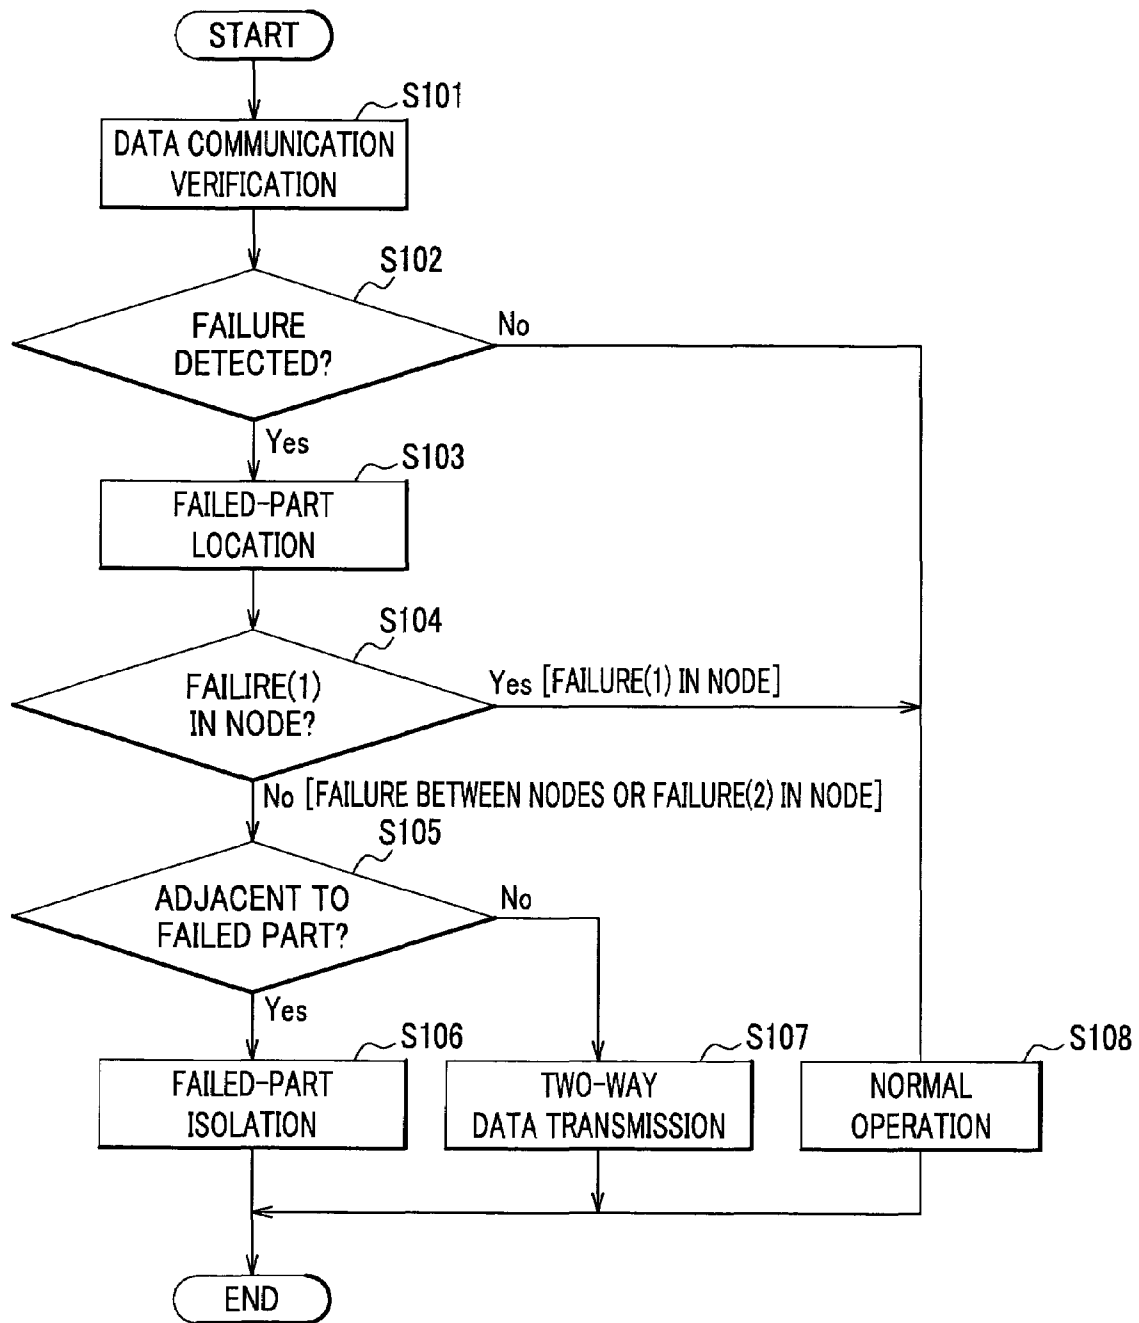 START
S101
DATA COMMUNICATION
VERIFICATION
S102
FAILURE
DETECTED?
No
Yes
S103
FAILED-PART
LOCATION
S104
FAILIRE(1)
IN NODE?
Yes [FAILURE(1) IN NODE]
No [FAILURE BETWEEN NODES OR FAILURE(2) IN NODE]
S105
ADJACENT TO
FAILED PART?
No
Yes
S106
FAILED-PART
ISOLATION
S107
TWO-WAY
DATA TRANSMISSION
S108
NORMAL
OPERATION
END